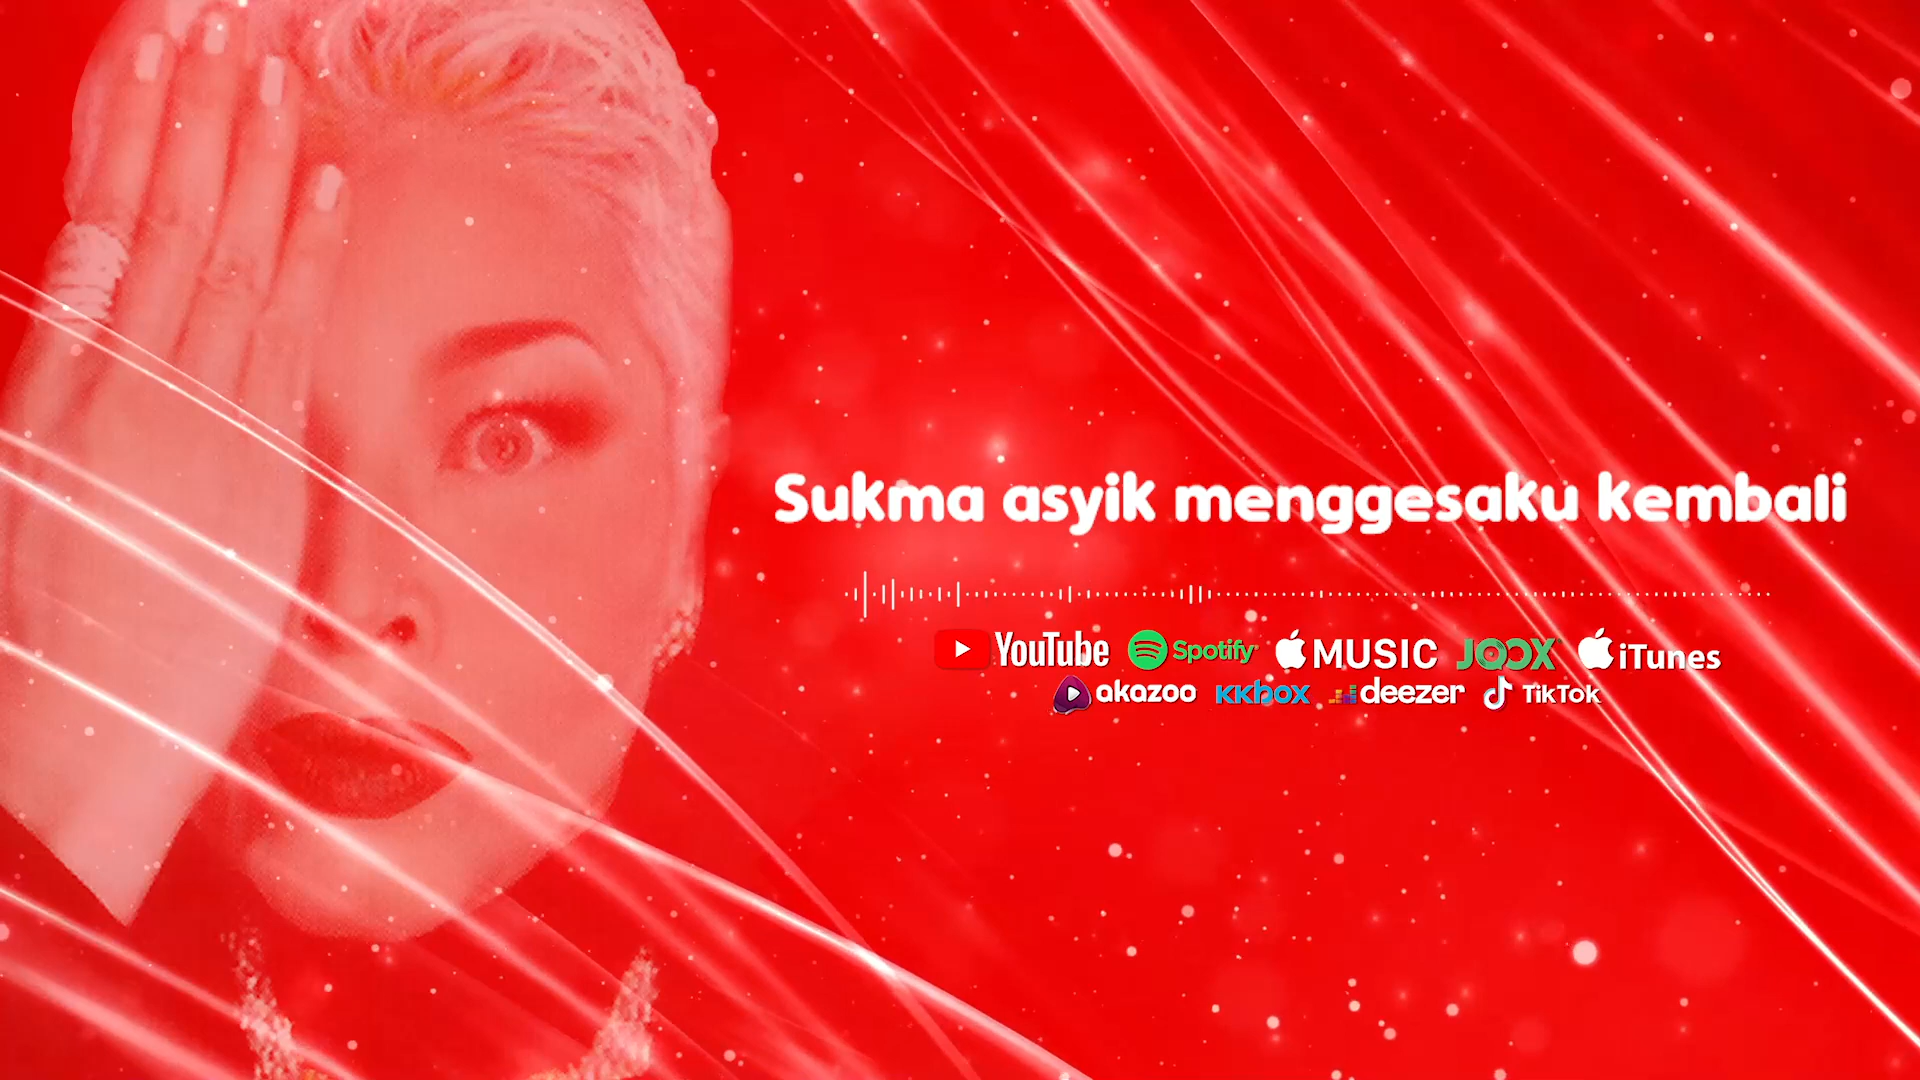 Sukma asyik menggesaku kembali
YouTube Spotify MUSIC JOOX iTunes
akazoo KKBOX deezer TikTok